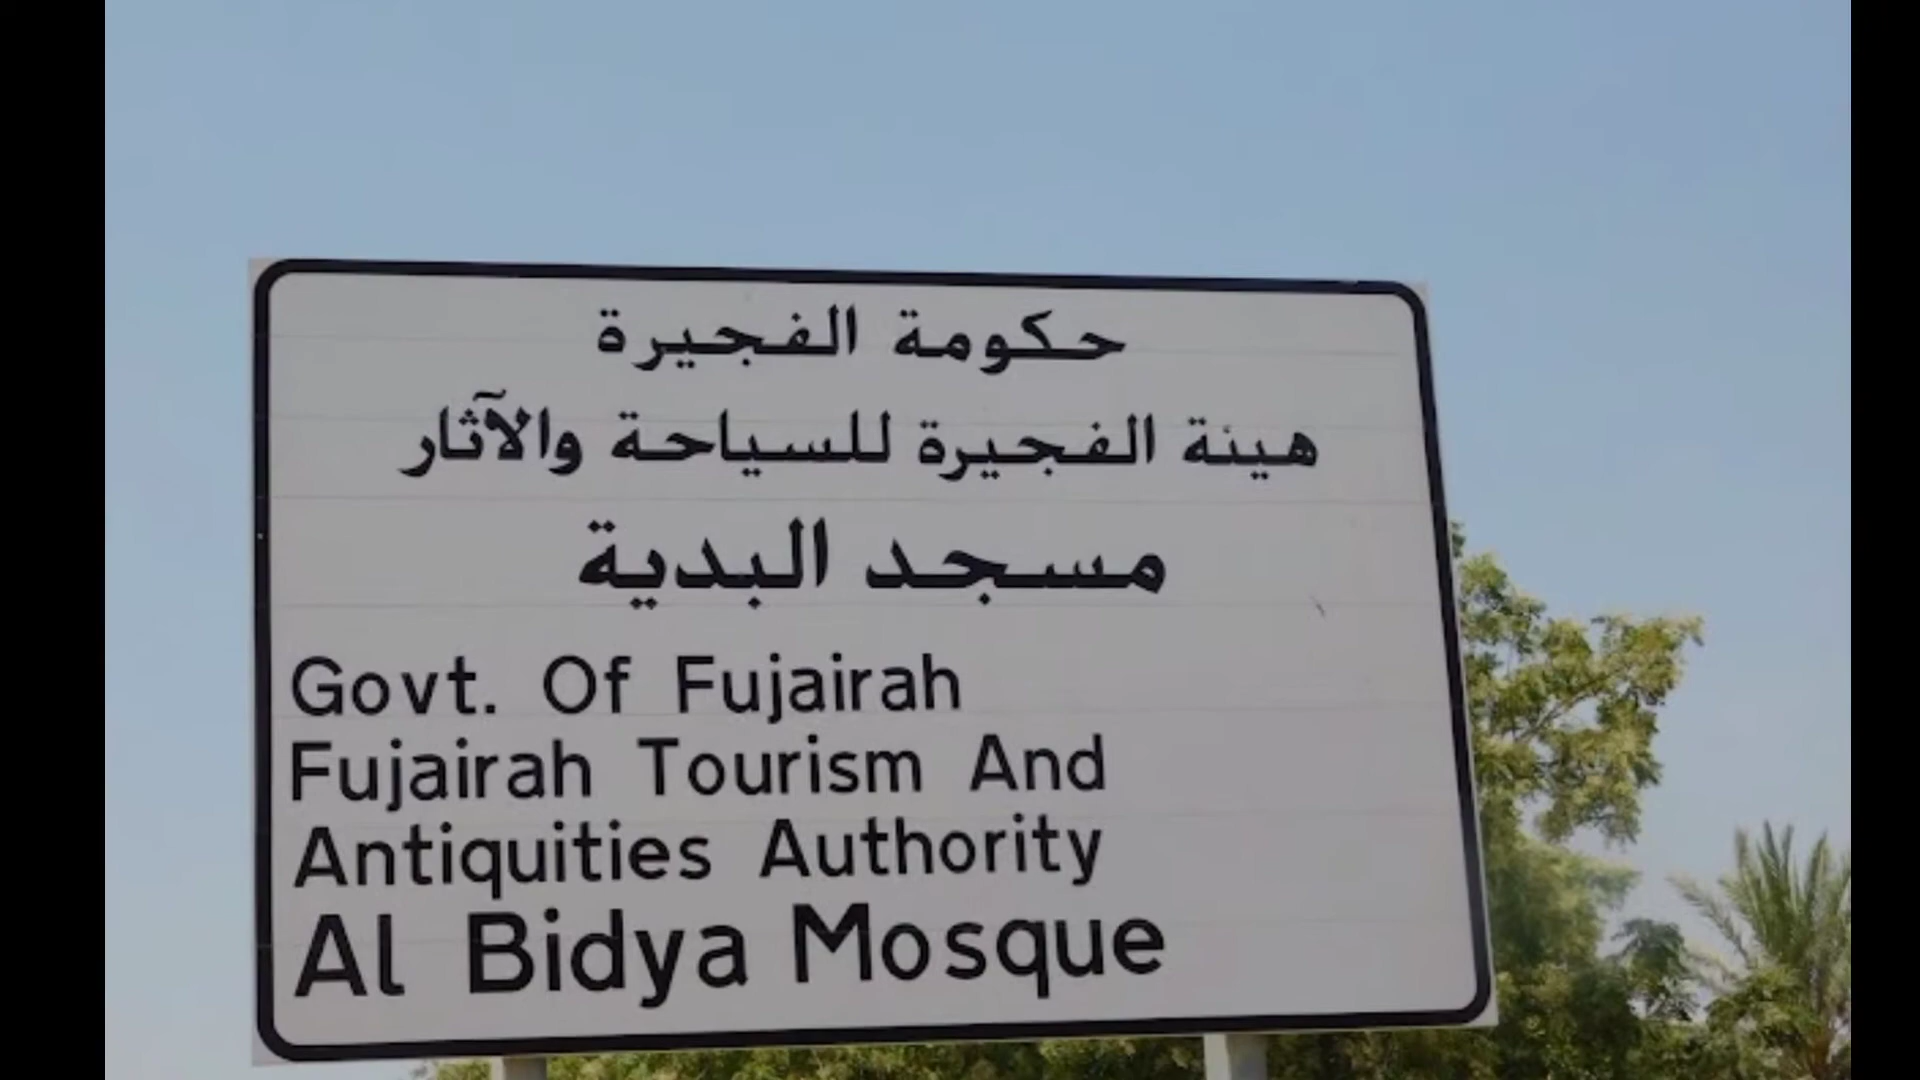 حكومة الفجيرة
هيئة الفجيرة للسياحة والآثار
مسجد البدية
Govt. Of Fujairah
Fujairah Tourism And
Antiquities Authority
Al Bidya Mosque